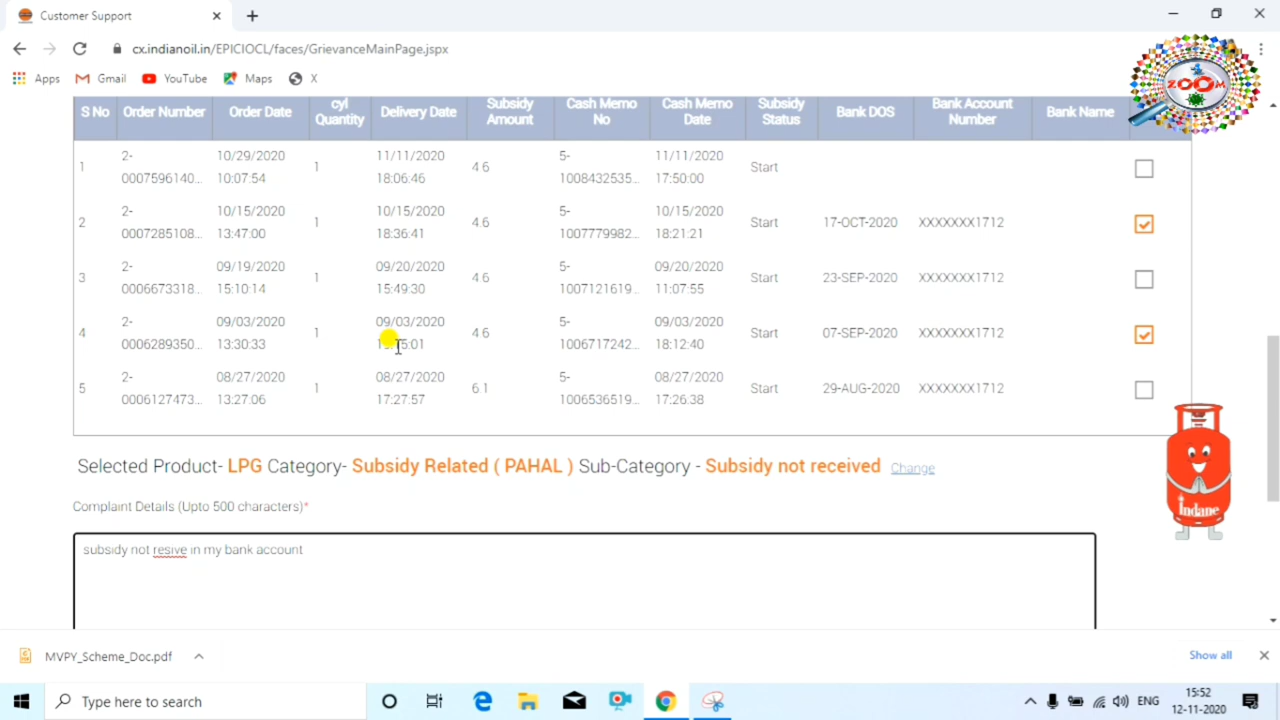 Customer Support
cx.indianoil.in/EPICIOCL/faces/GrievanceMainPage.jspx
Apps Gmail YouTube Maps X
ZOOM
S No Order Number Order Date cyl Quantity Delivery Date Subsidy Amount Cash Memo No Cash Memo Date Subsidy Status Bank DOS Bank Account Number Bank Name
1 2-0007596140... 10/29/2020 10:07:54 1 11/11/2020 18:06:46 4.6 5-1008432535... 11/11/2020 17:50:00 Start
2 2-0007285108... 10/15/2020 13:47:00 1 10/15/2020 18:36:41 4.6 5-1007779982... 10/15/2020 18:21:21 Start 17-OCT-2020 XXXXXXX1712
3 2-0006673318... 09/19/2020 15:10:14 1 09/20/2020 15:49:30 4.6 5-1007121619... 09/20/2020 11:07:55 Start 23-SEP-2020 XXXXXXX1712
4 2-0006289350... 09/03/2020 13:30:33 1 09/03/2020 4.6 5-1006717242... 09/03/2020 18:12:40 Start 07-SEP-2020 XXXXXXX1712
5 2-0006127473... 08/27/2020 13:27:06 1 08/27/2020 17:27:57 6.1 5-1006536519... 08/27/2020 17:26:38 Start 29-AUG-2020 XXXXXXX1712
Selected Product- LPG Category- Subsidy Related ( PAHAL ) Sub-Category - Subsidy not received Change
Complaint Details (Upto 500 characters)*
subsidy not resive in my bank account
Indane
MVPY_Scheme_Doc.pdf Show all
Type here to search
ENG 15:52
12-11-2020